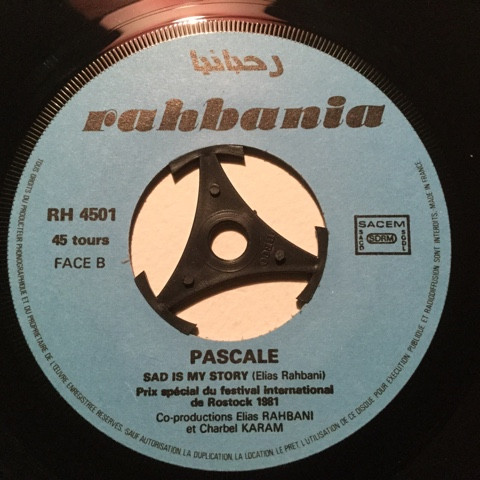 رحبانيا
rahbania
RH 4501
45 tours
FACE B
SACEM
SACD
SDRM
SGDL
PASCALE
SAD IS MY STORY (Elias Rahbani)
Prix spécial du festival international
de Rostock 1981
Co-productions Elias RAHBANI
et Charbel KARAM
TOUS DROITS DU PRODUCTEUR PHONOGRAPHIQUE ET DU PROPRIETAIRE DE L'ŒUVRE ENREGISTREE RESERVES. SAUF AUTORISATION, LA DUPLICATION, LA LOCATION, LE PRET, L'UTILISATION DE CE DISQUE POUR EXECUTION PUBLIQUE ET RADIODIFFUSION SONT INTERDITS. MADE IN FRANCE